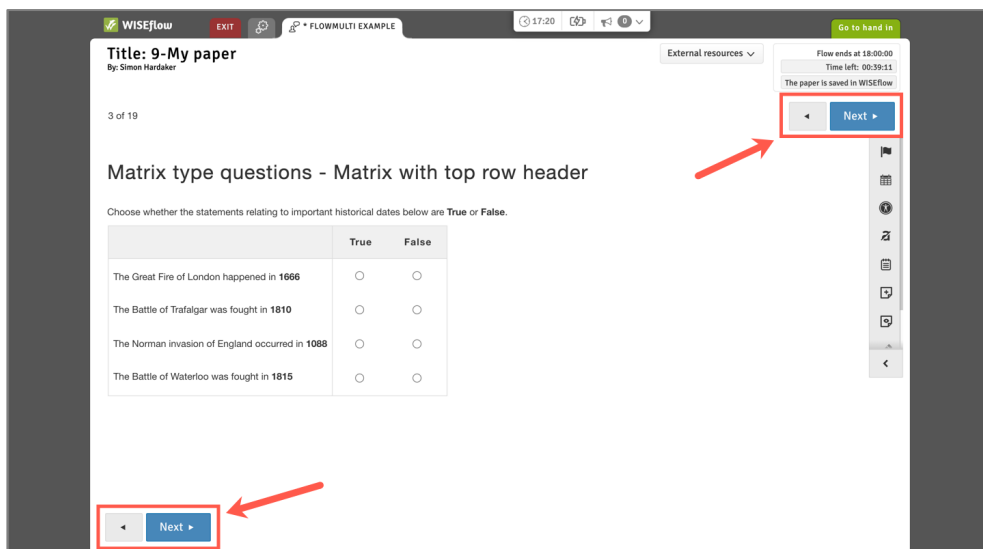 WISEflow
EXIT
* FLOWMULTI EXAMPLE
17:20
0
Go to hand in
Title: 9-My paper
By: Simon Hardaker
External resources
Flow ends at 18:00:00
Time left: 00:39:11
The paper is saved in WISEflow
3 of 19
Next
Matrix type questions - Matrix with top row header
Choose whether the statements relating to important historical dates below are True or False.
True False
The Great Fire of London happened in 1666
The Battle of Trafalgar was fought in 1810
The Norman invasion of England occurred in 1088
The Battle of Waterloo was fought in 1815
Next